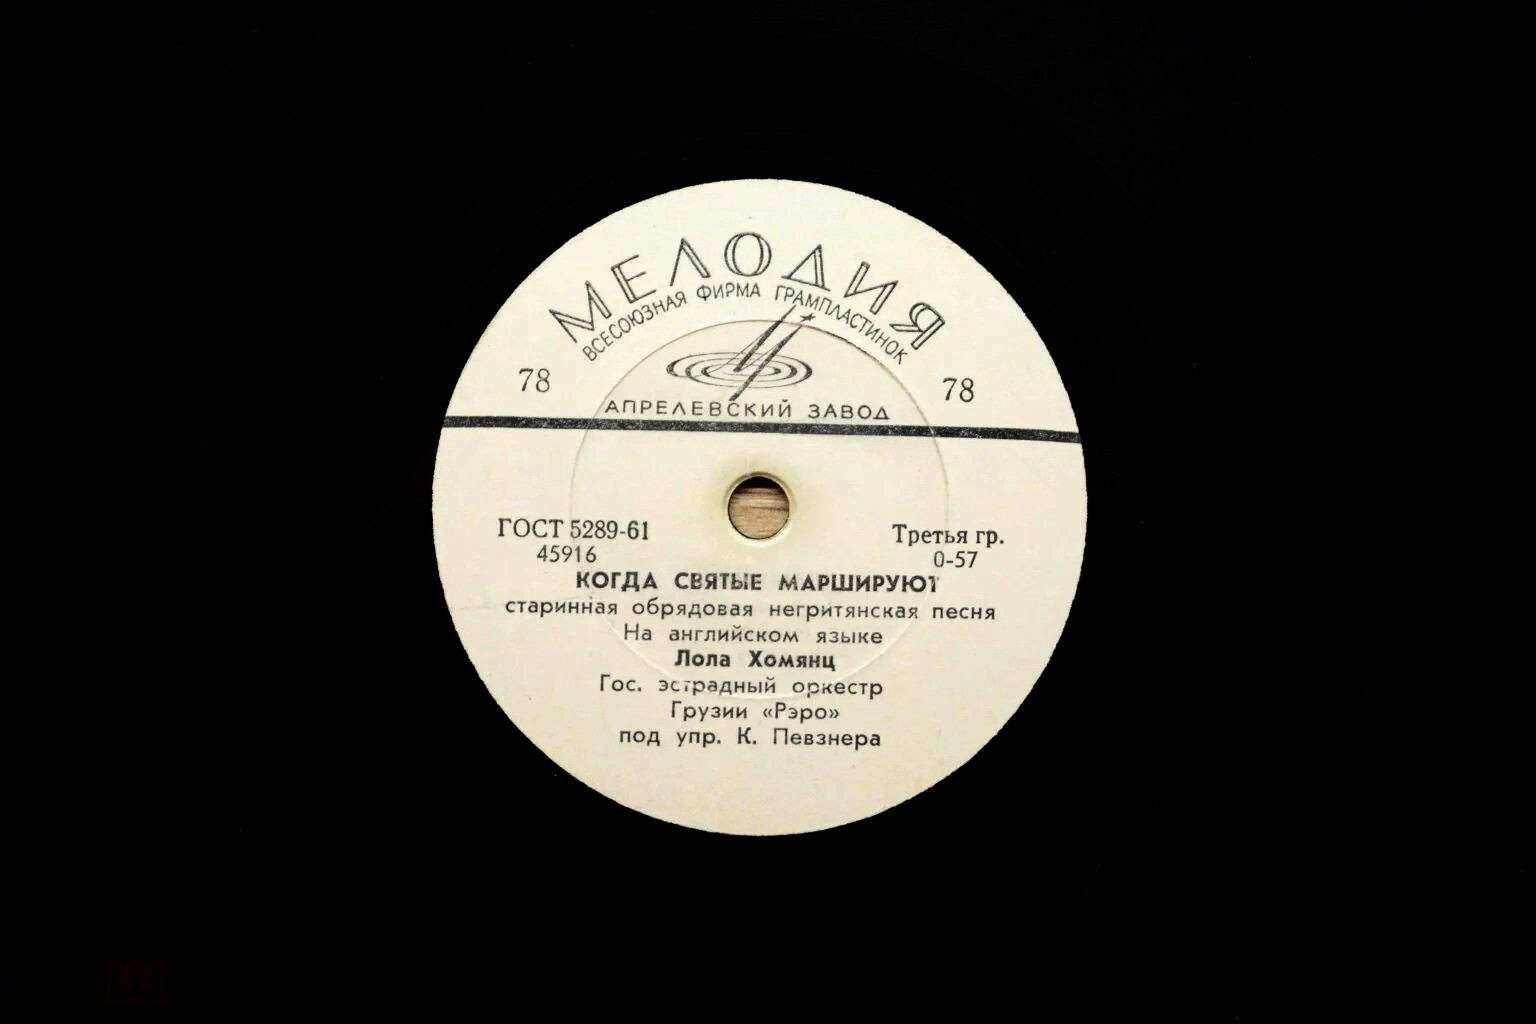 МЕЛОДИЯ
ВСЕСОЮЗНАЯ ФИРМА ГРАМПЛАСТИНОК
78 78
АПРЕЛЕВСКИЙ ЗАВОД
ГОСТ 5289-61 Третья гр.
45916 0-57
КОГДА СВЯТЫЕ МАРШИРУЮТ
старинная обрядовая негритянская песня
На английском языке
Лола Хомянц
Гос. эстрадный оркестр
Грузии «Рэро»
под упр. К. Певзнера